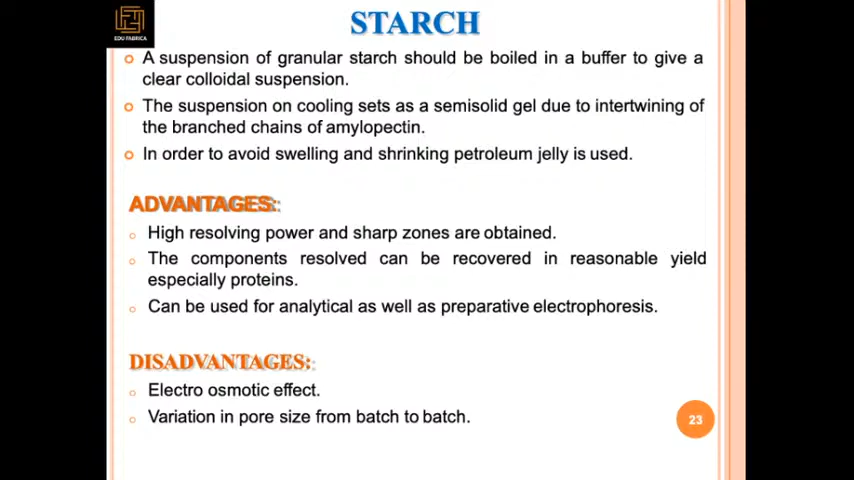 EDU FABRICA
STARCH
A suspension of granular starch should be boiled in a buffer to give a
clear colloidal suspension.
The suspension on cooling sets as a semisolid gel due to intertwining of
the branched chains of amylopectin.
In order to avoid swelling and shrinking petroleum jelly is used.
ADVANTAGES:
High resolving power and sharp zones are obtained.
The components resolved can be recovered in reasonable yield
especially proteins.
Can be used for analytical as well as preparative electrophoresis.
DISADVANTAGES:
Electro osmotic effect.
Variation in pore size from batch to batch.
23